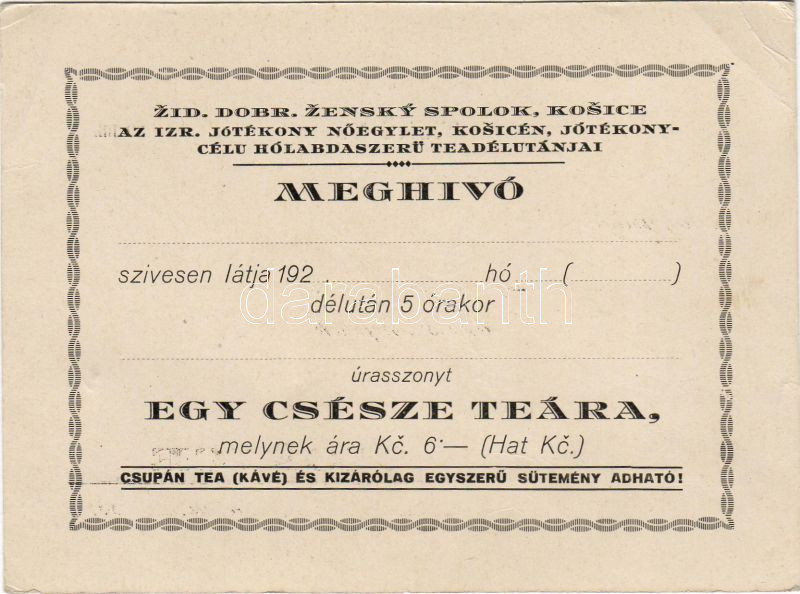 ŽID. DOBR. ŽENSKÝ SPOLOK, KOŠICE
AZ IZR. JÓTÉKONY NŐEGYLET, KOŠICÉN, JÓTÉKONY-
CÉLU HÓLABDASZERÜ TEADÉLUTÁNJAI
MEGHIVÓ
szivesen látja 192 . hó ( )
darabanth
délután 5 órakor
úrasszonyt
EGY CSÉSZE TEÁRA,
melynek ára Kč. 6·— (Hat Kč.)
CSUPÁN TEA (KÁVÉ) ÉS KIZÁRÓLAG EGYSZERŰ SÜTEMÉNY ADHATÓ!